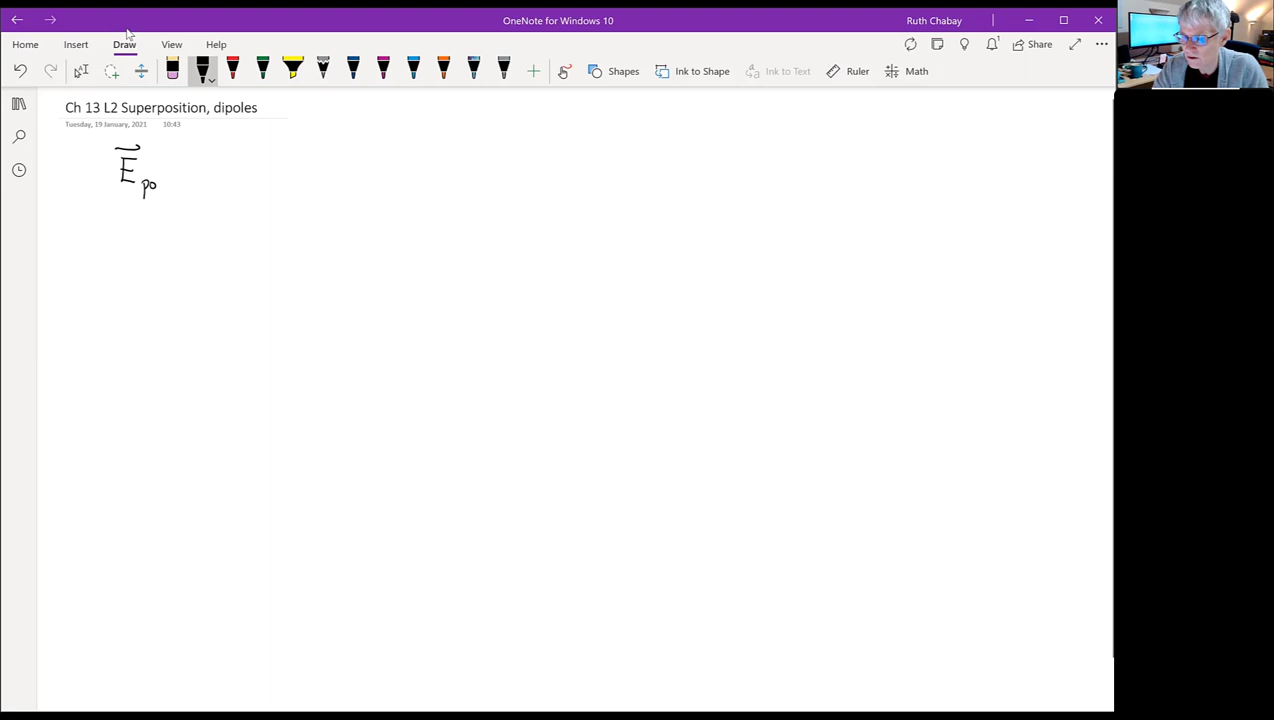 OneNote for Windows 10
Ruth Chabay
Home Insert Draw View Help
Share
Shapes
Ink to Shape
Ink to Text
Ruler
Math
Ch 13 L2 Superposition, dipoles
Tuesday, 19 January, 2021 10:43
E po